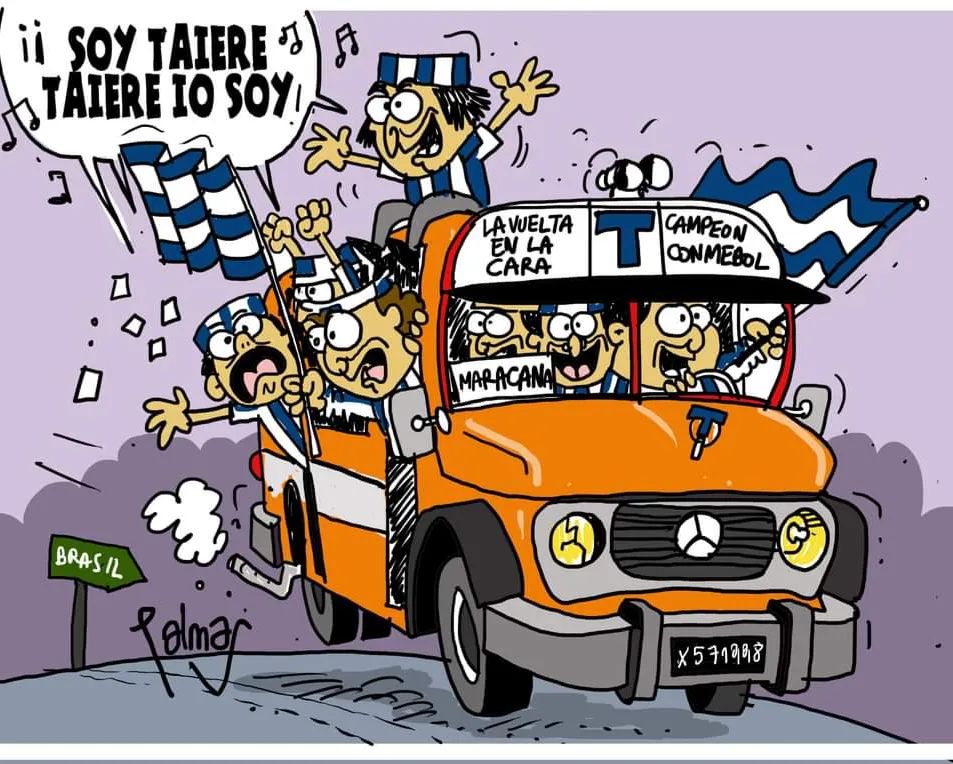 ¡¡ SOY TAIERE
TAIERE IO SOY!
LA VUELTA
EN LA
CARA
T
CAMPEON
CONMEBOL
MARACANA
T
BRASIL
Palmar
X571998